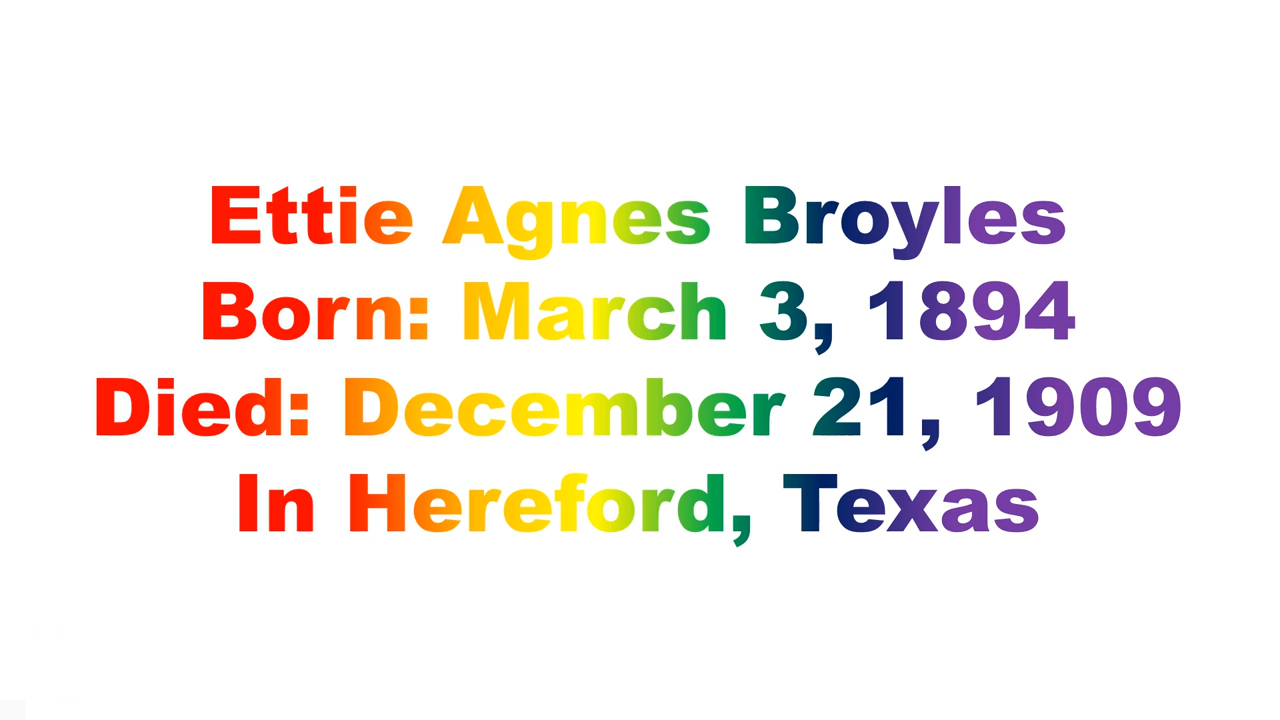 Ettie Agnes Broyles
Born: March 3, 1894
Died: December 21, 1909
In Hereford, Texas